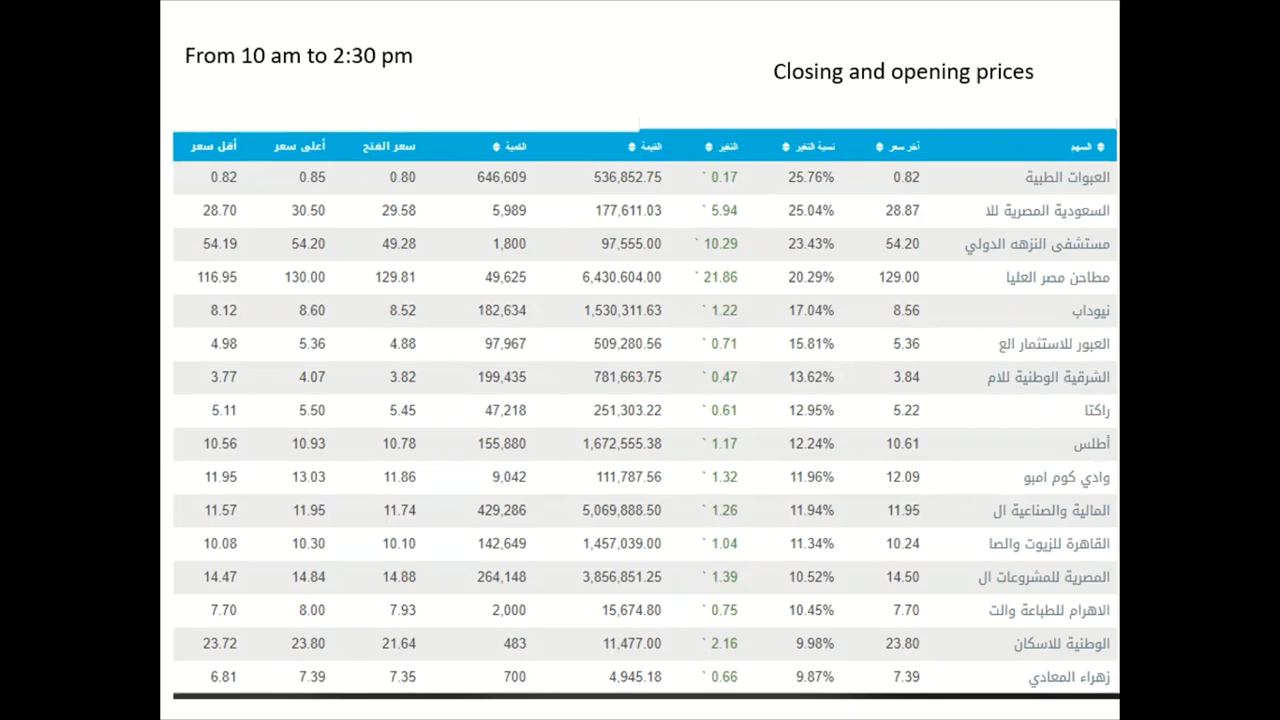 From 10 am to 2:30 pm
Closing and opening prices
السهم آخر سعر نسبة التغير التغير القيمة الكمية سعر الفتح أعلى سعر أقل سعر
العبوات الطبية 0.82 25.76% 0.17 536,852.75 646,609 0.80 0.85 0.82
السعودية المصرية للا 28.87 25.04% 5.94 177,611.03 5,989 29.58 30.50 28.70
مستشفى النزهه الدولي 54.20 23.43% 10.29 97,555.00 1,800 49.28 54.20 54.19
مطاحن مصر العليا 129.00 20.29% 21.86 6,430,604.00 49,625 129.81 130.00 116.95
نيوداب 8.56 17.04% 1.22 1,530,311.63 182,634 8.52 8.60 8.12
العبور للاستثمار الع 5.36 15.81% 0.71 509,280.56 97,967 4.88 5.36 4.98
الشرقية الوطنية للام 3.84 13.62% 0.47 781,663.75 199,435 3.82 4.07 3.77
راكتا 5.22 12.95% 0.61 251,303.22 47,218 5.45 5.50 5.11
أطلس 10.61 12.24% 1.17 1,672,555.38 155,880 10.78 10.93 10.56
وادي كوم امبو 12.09 11.96% 1.32 111,787.56 9,042 11.86 13.03 11.95
المالية والصناعية ال 11.95 11.94% 1.26 5,069,888.50 429,286 11.74 11.95 11.57
القاهرة للزيوت والصا 10.24 11.34% 1.04 1,457,039.00 142,649 10.10 10.30 10.08
المصرية للمشروعات ال 14.50 10.52% 1.39 3,856,851.25 264,148 14.88 14.84 14.47
الاهرام للطباعة والت 7.70 10.45% 0.75 15,674.80 2,000 7.93 8.00 7.70
الوطنية للاسكان 23.80 9.98% 2.16 11,477.00 483 21.64 23.80 23.72
زهراء المعادي 7.39 9.87% 0.66 4,945.18 700 7.35 7.39 6.81